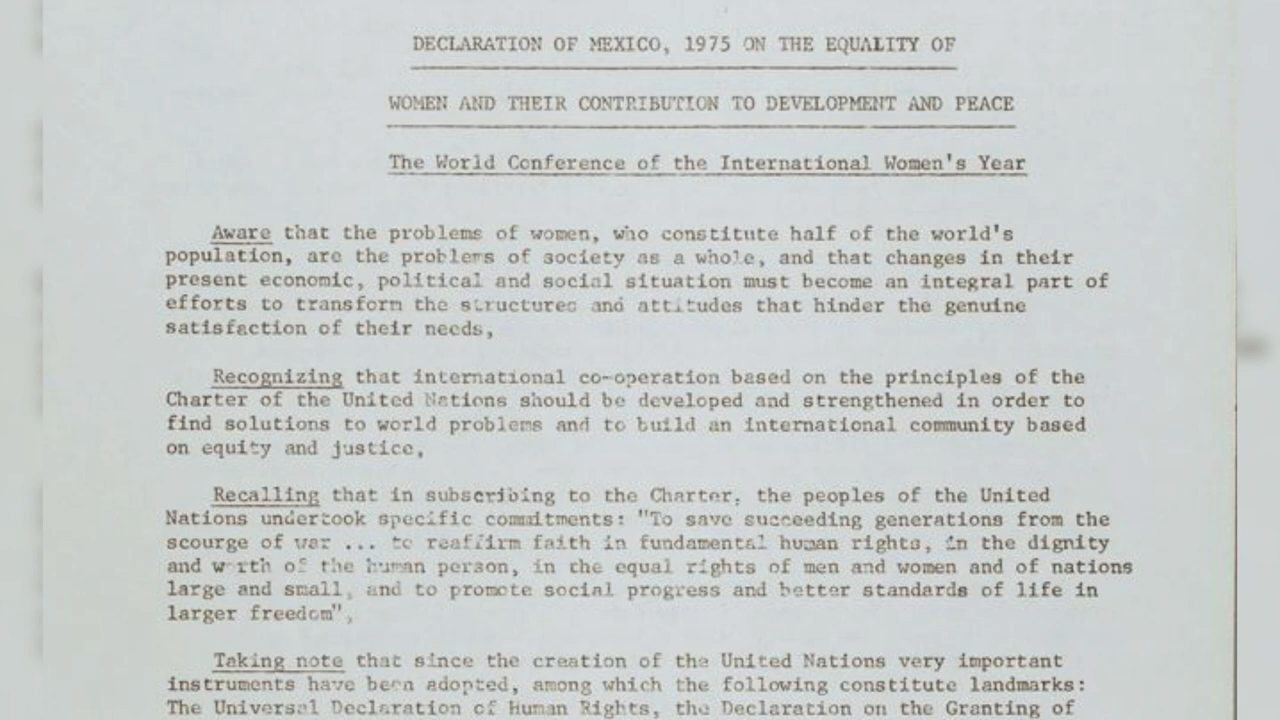 DECLARATION OF MEXICO, 1975 ON THE EQUALITY OF
WOMEN AND THEIR CONTRIBUTION TO DEVELOPMENT AND PEACE
The World Conference of the International Women's Year
Aware that the problems of women, who constitute half of the world's
population, are the problems of society as a whole, and that changes in their
present economic, political and social situation must become an integral part of
efforts to transform the structures and attitudes that hinder the genuine
satisfaction of their needs,
Recognizing that international co-operation based on the principles of the
Charter of the United Nations should be developed and strengthened in order to
find solutions to world problems and to build an international community based
on equity and justice,
Recalling that in subscribing to the Charter, the peoples of the United
Nations undertook specific commitments: "To save succeeding generations from the
scourge of war ... to reaffirm faith in fundamental human rights, in the dignity
and worth of the human person, in the equal rights of men and women and of nations
large and small, and to promote social progress and better standards of life in
larger freedom",
Taking note that since the creation of the United Nations very important
instruments have been adopted, among which the following constitute landmarks:
The Universal Declaration of Human Rights, the Declaration on the Granting of